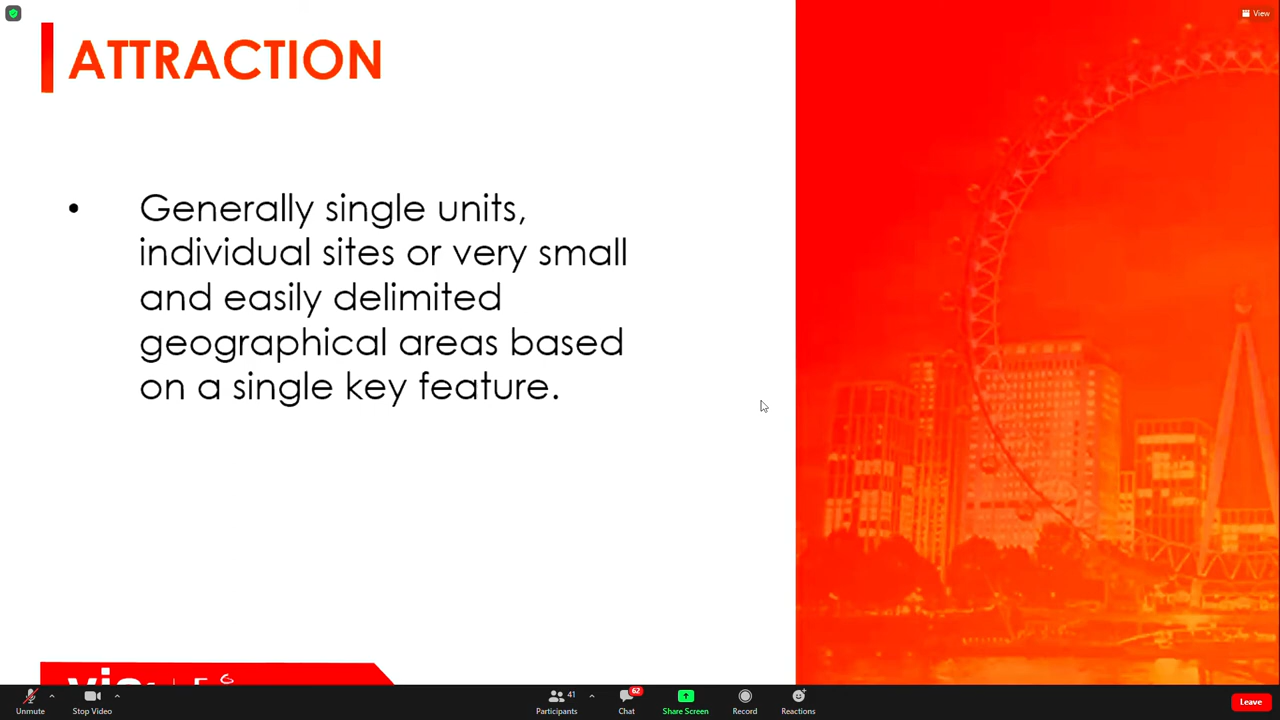 View
ATTRACTION
• Generally single units,
individual sites or very small
and easily delimited
geographical areas based
on a single key feature.
41
62
Unmute
Stop Video
Participants
Chat
Share Screen
Record
Reactions
Leave